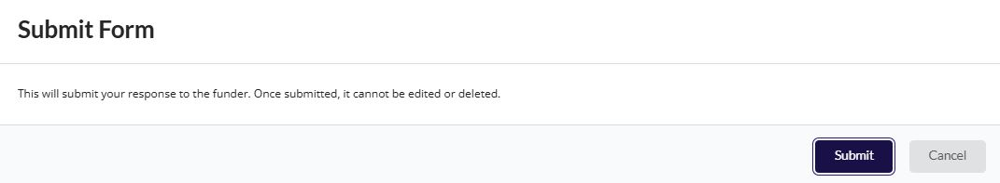 Submit Form
This will submit your response to the funder. Once submitted, it cannot be edited or deleted.
Submit
Cancel